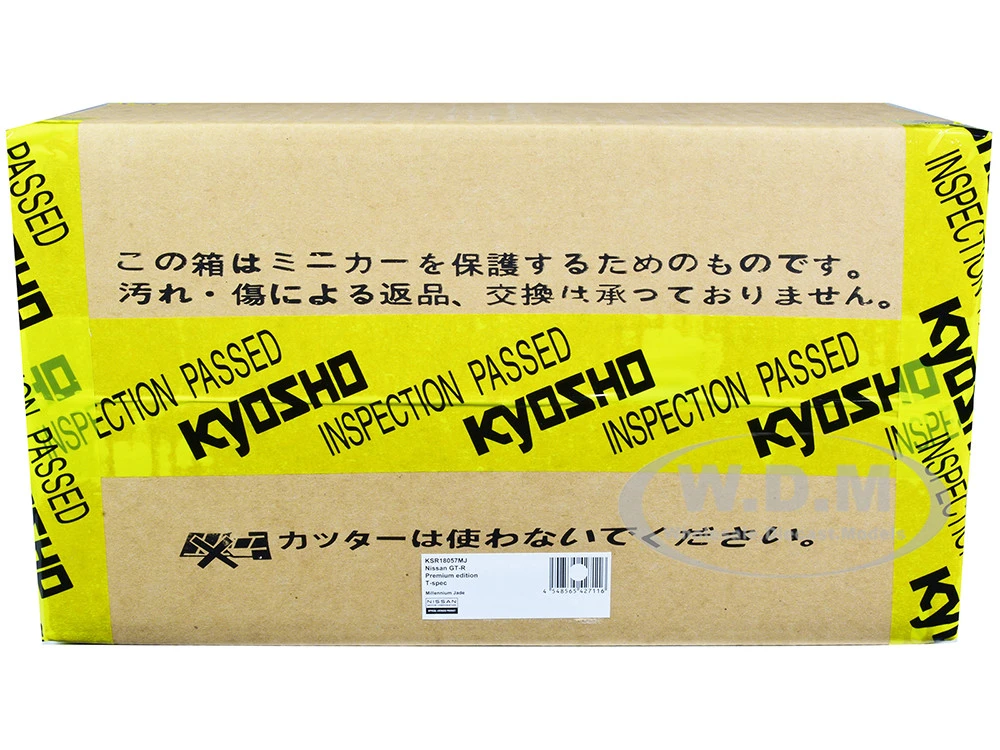 この箱はミニカーを保護するためのものです。
汚れ・傷による返品、交換は承っておりません。
INSPECTION PASSED KYOSHO INSPECTION PASSED KYOSHO INSPECTION PASSED KYOSHO INSPE
PASSED
KYOSHO
PASSED
INSPECTION
KYOSHO
INSPECTION
KYOSHO
カッターは使わないでください。
KSR18057MJ
Nissan GT-R
Premium edition
T-spec
Millennium Jade
NISSAN
4 548565 427116
W.D.M